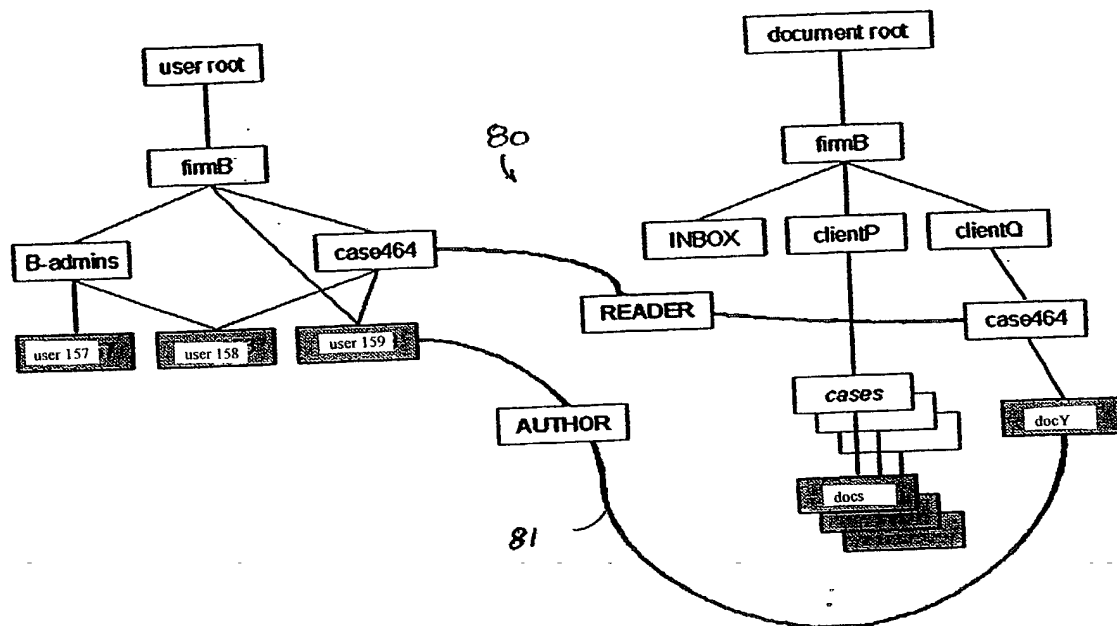 document root
user root
80
firmB
firmB
INBOX
clientP
clientQ
B-admins
case464
READER
case464
user 157
user 158
user 159
cases
AUTHOR
docY
docs
81